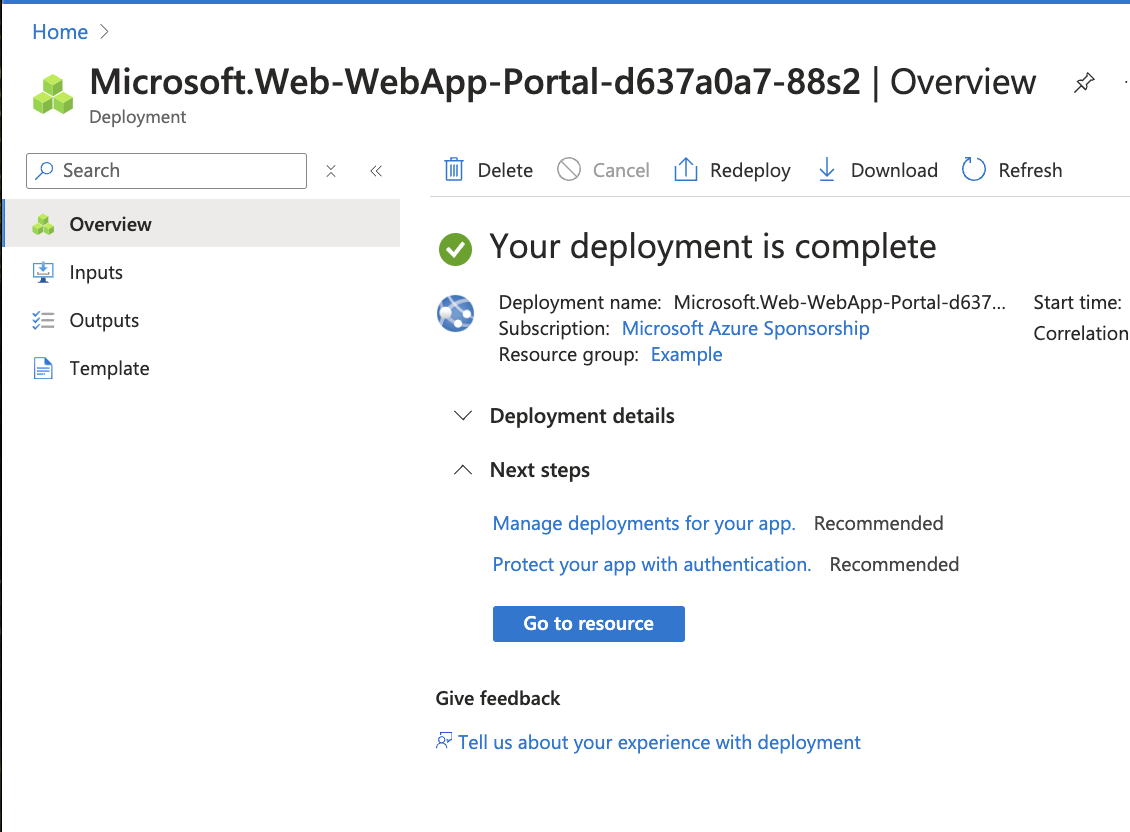 Home
Microsoft.Web-WebApp-Portal-d637a0a7-88s2 | Overview
Deployment
Search
Delete
Cancel
Redeploy
Download
Refresh
Overview
Inputs
Outputs
Template
Your deployment is complete
Deployment name: Microsoft.Web-WebApp-Portal-d637...
Start time:
Subscription: Microsoft Azure Sponsorship
Correlation
Resource group: Example
Deployment details
Next steps
Manage deployments for your app. Recommended
Protect your app with authentication. Recommended
Go to resource
Give feedback
Tell us about your experience with deployment